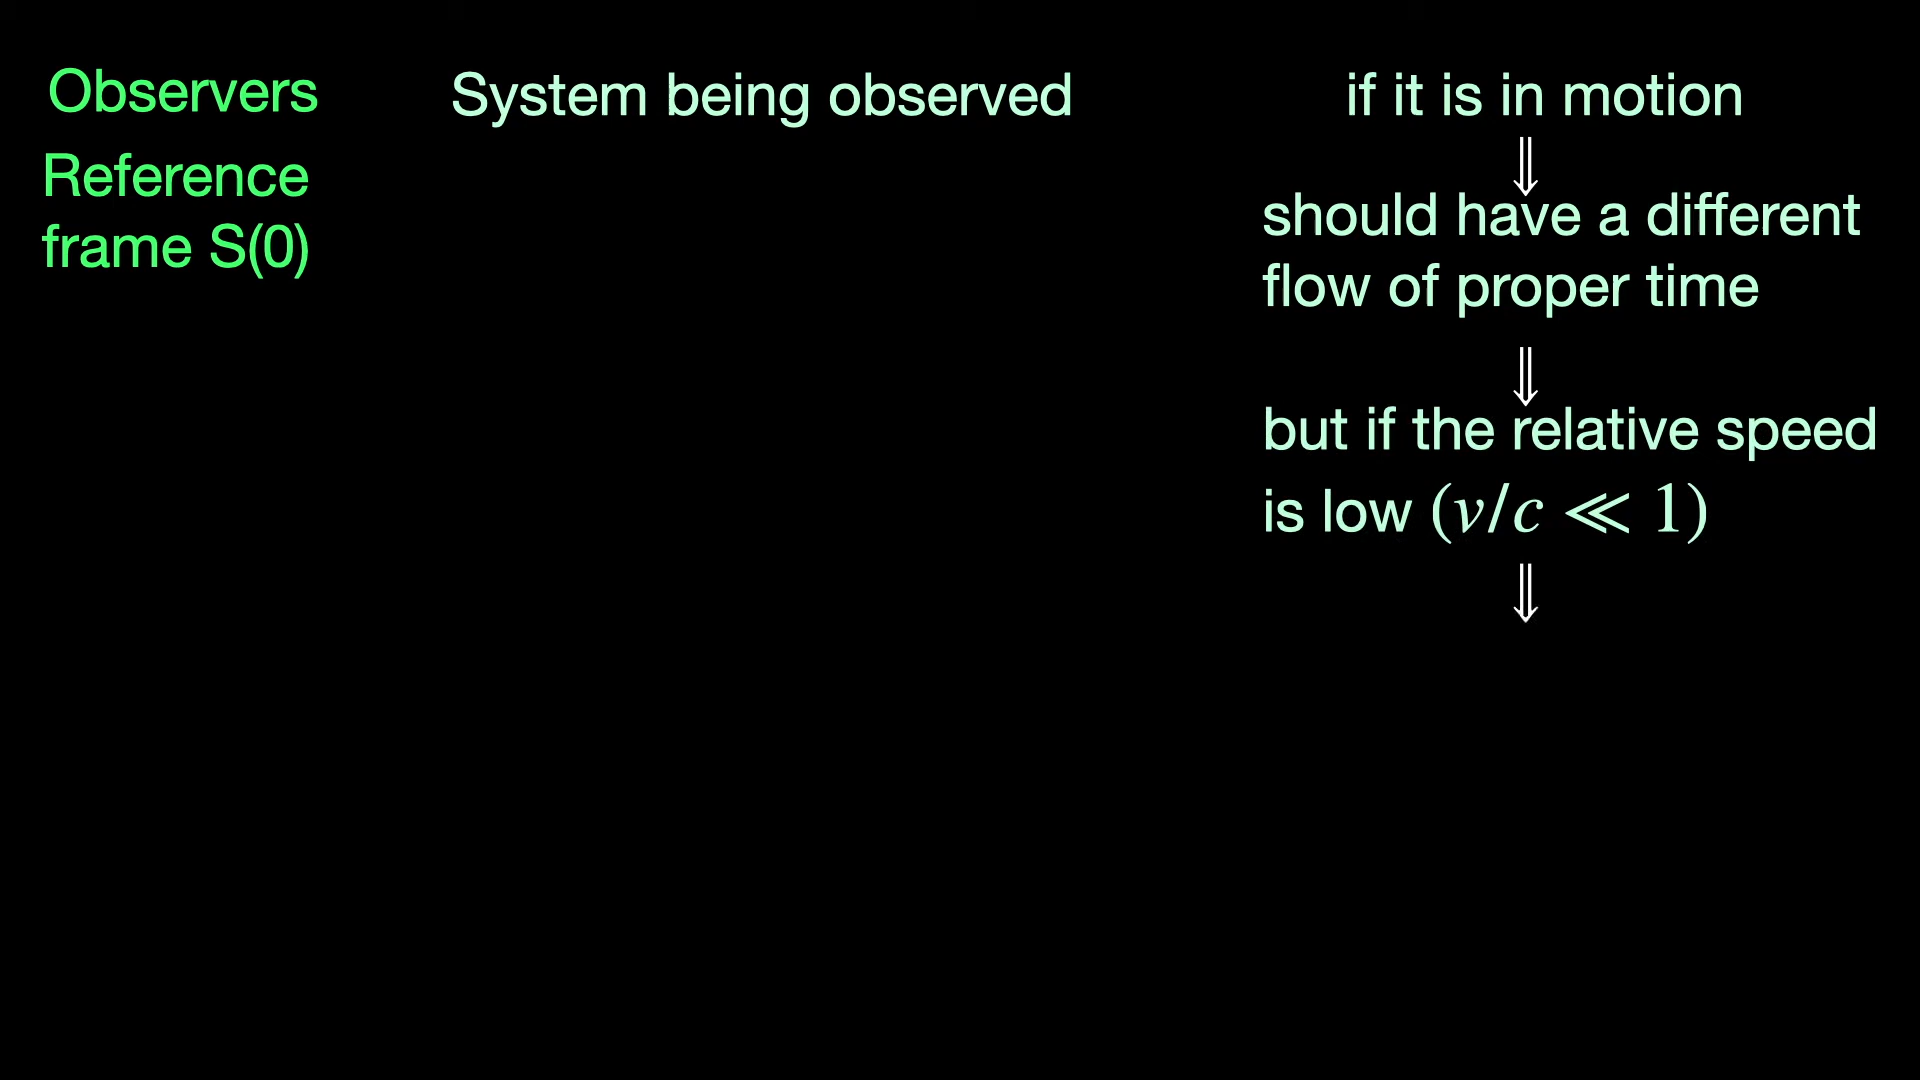 Observers
Reference
frame S(0)
System being observed
if it is in motion
⇓
should have a different
flow of proper time
⇓
but if the relative speed
is low (v/c ≪ 1)
⇓